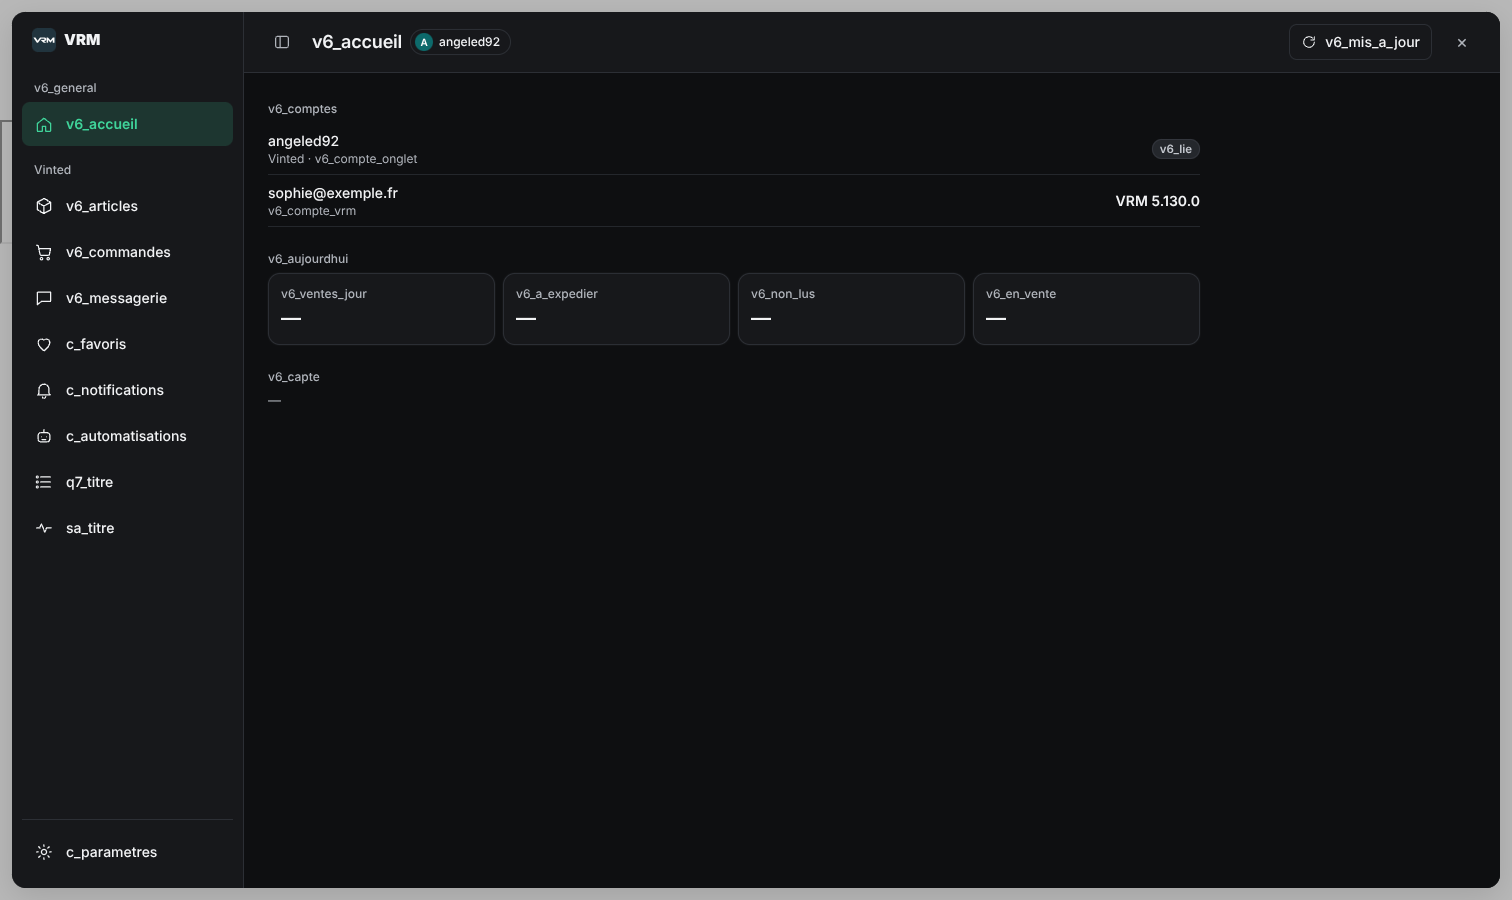 VRM VRM
v6_general
v6_accueil
Vinted
v6_articles
v6_commandes
v6_messagerie
c_favoris
c_notifications
c_automatisations
q7_titre
sa_titre
c_parametres
v6_accueil A angeled92 v6_mis_a_jour
v6_comptes
angeled92
Vinted · v6_compte_onglet
v6_lie
sophie@exemple.fr
v6_compte_vrm
VRM 5.130.0
v6_aujourdhui
v6_ventes_jour
—
v6_a_expedier
—
v6_non_lus
—
v6_en_vente
—
v6_capte
—